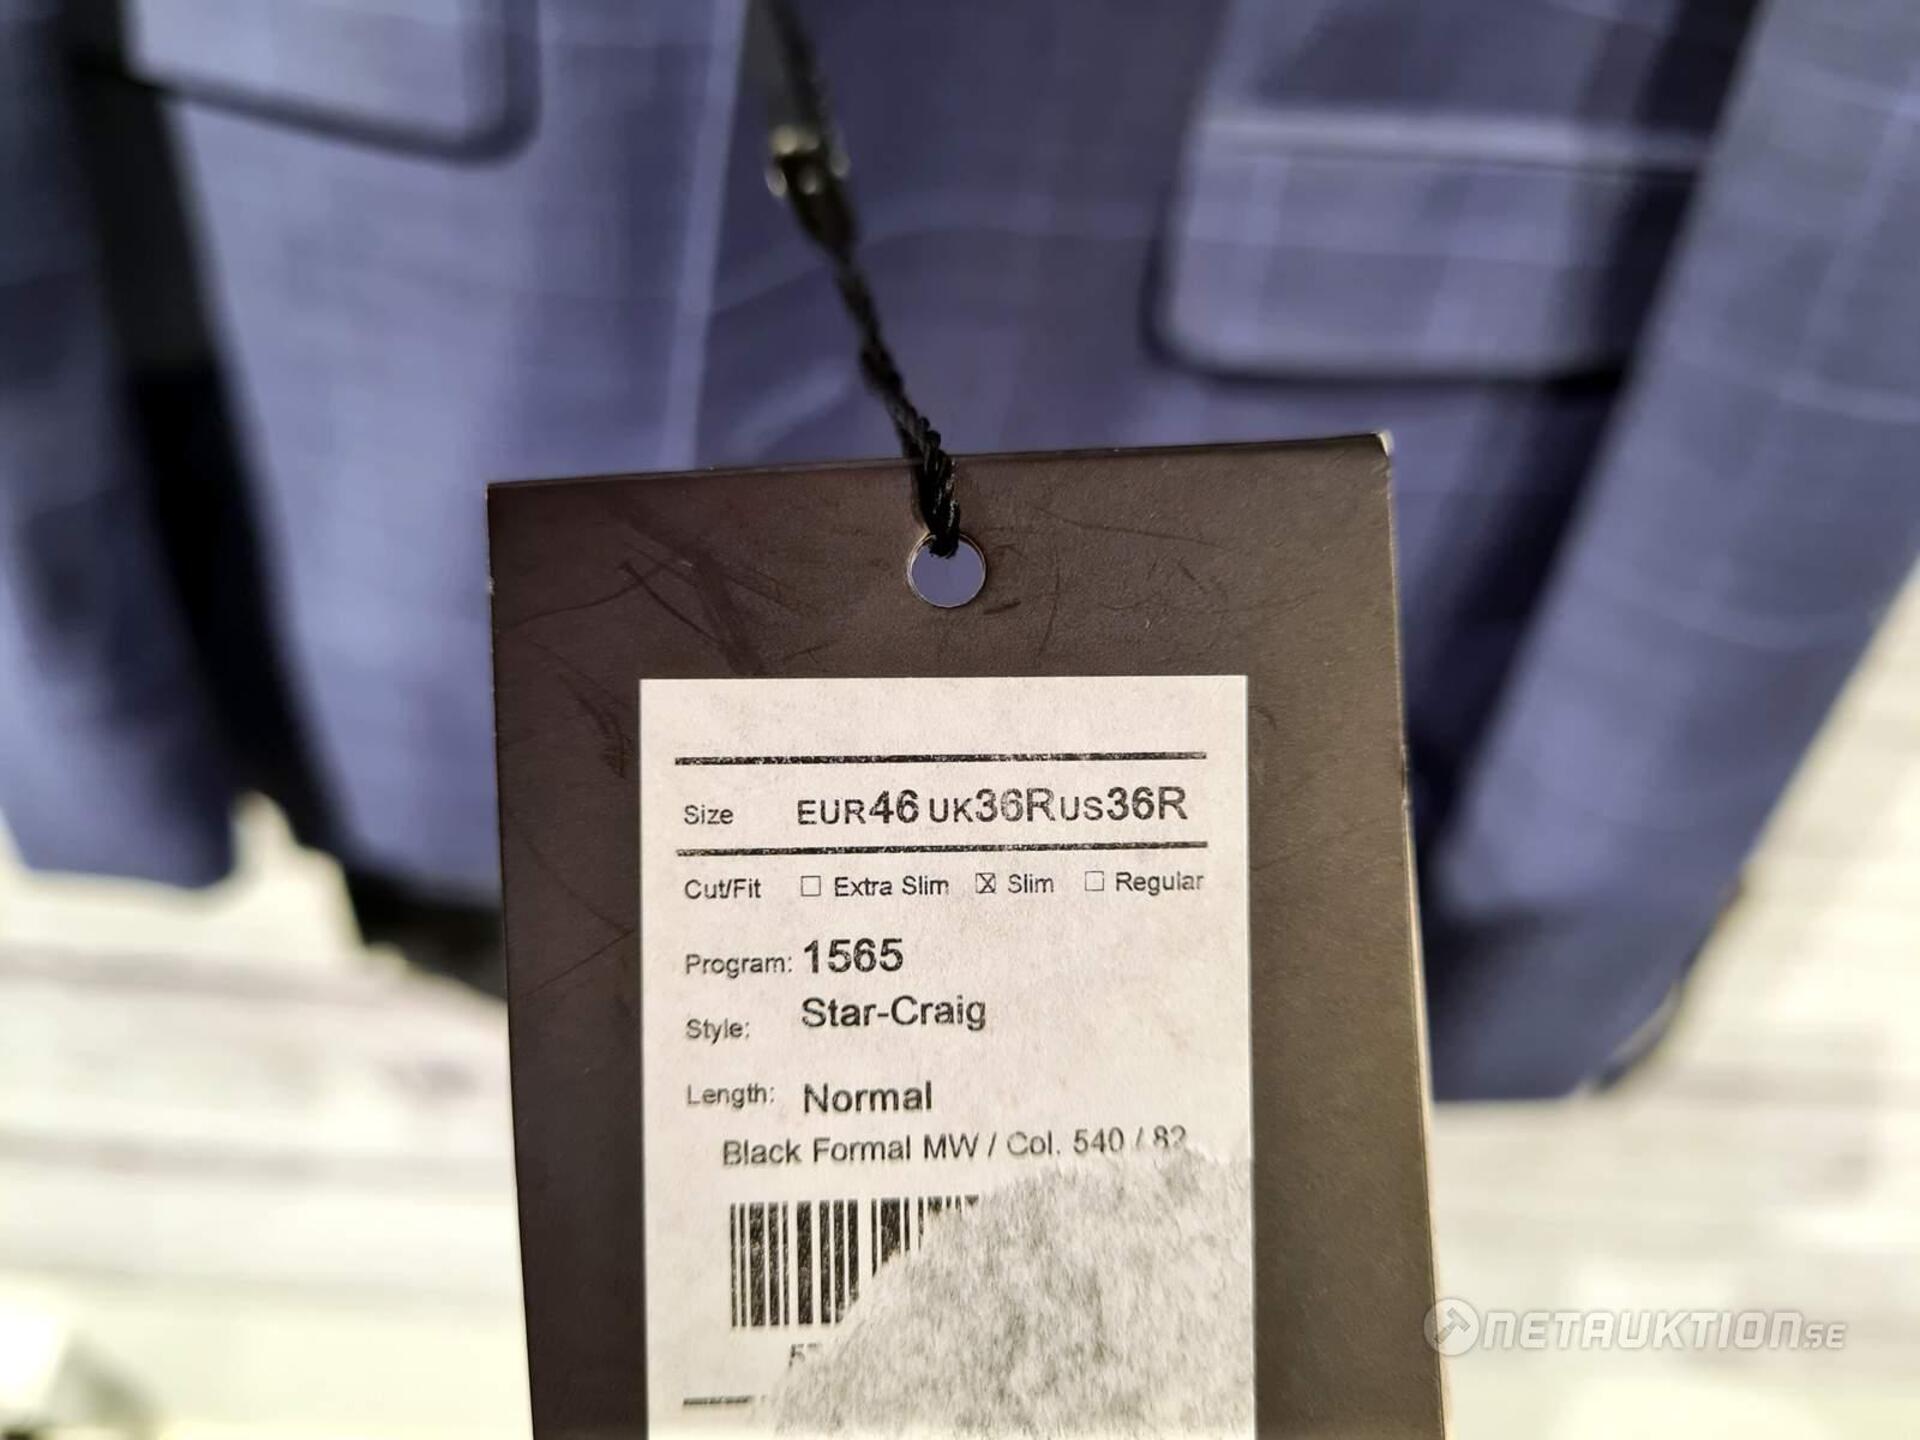 Size EUR46 UK36R US36R
Cut/Fit ☐ Extra Slim ☒ Slim ☐ Regular
Program: 1565
Style: Star-Craig
Length: Normal
Black Formal MW / Col. 540 / 82
NETAUKTION.SE